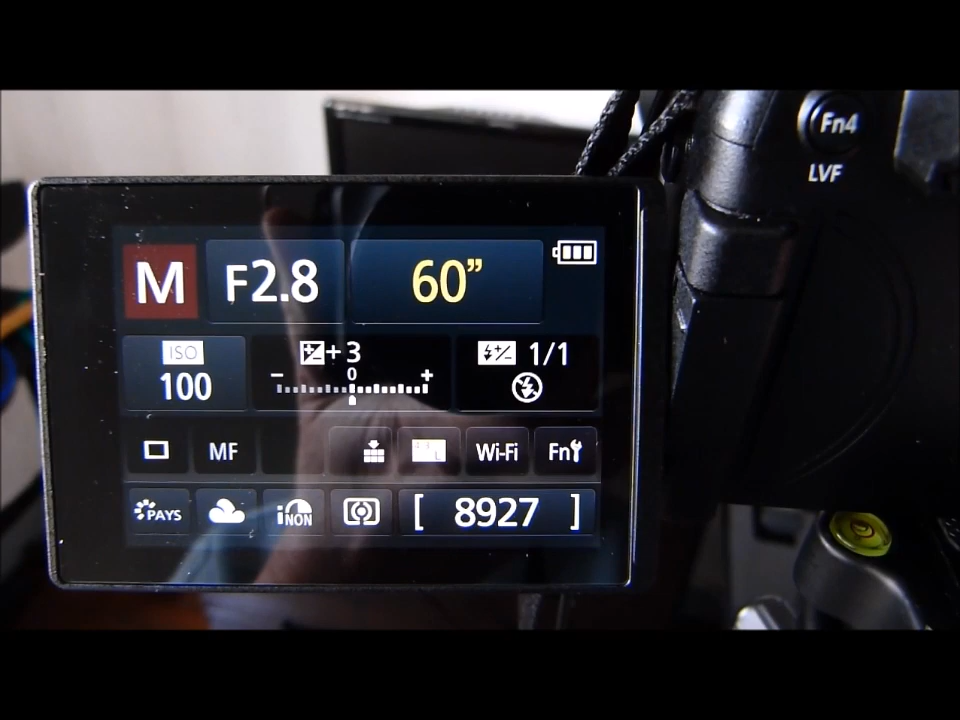 Fn4
LVF
M F2.8 60”
ISO +3 1/1
100 - 0 +
MF L Wi-Fi Fn
PAYS iNON [ 8927 ]